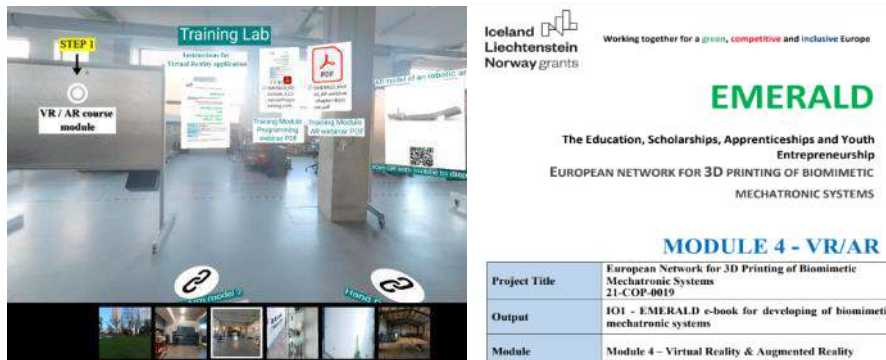 Training Lab
STEP 1
VR / AR course
module
Instructions for
Virtual Reality application
PDF
Training Module
Programming
webinar PDF
Training Module
AR webinar PDF
AR model of an robotic ar
Iceland
Liechtenstein
Norway grants
Working together for a green, competitive and inclusive Europe
EMERALD
The Education, Scholarships, Apprenticeships and Youth
Entrepreneurship
EUROPEAN NETWORK FOR 3D PRINTING OF BIOMIMETIC
MECHATRONIC SYSTEMS
MODULE 4 - VR/AR
Project Title
European Network for 3D Printing of Biomimetic
Mechatronic Systems
21-COP-0019
Output
IO1 - EMERALD e-book for developing of biomimeti
mechatronic systems
Module
Module 4 – Virtual Reality & Augmented Reality